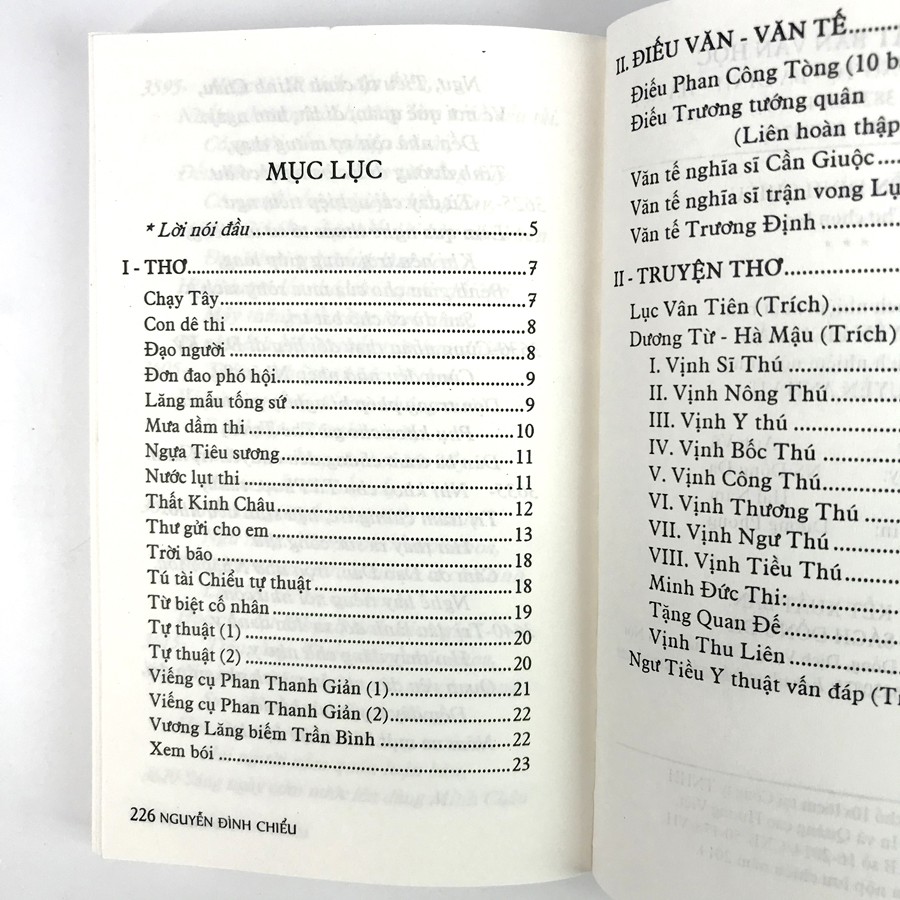 MỤC LỤC
* Lời nói đầu.......5
I - THƠ.......7
Chạy Tây.......7
Con dê thi.......8
Đạo người.......8
Đơn đao phó hội.......9
Lăng mẫu tống sứ.......9
Mưa dầm thi.......10
Ngựa Tiêu sương.......11
Nước lụt thi.......11
Thất Kinh Châu.......12
Thư gửi cho em.......13
Trời bão.......18
Tú tài Chiểu tự thuật.......18
Từ biệt cố nhân.......19
Tự thuật (1).......20
Tự thuật (2).......20
Viếng cụ Phan Thanh Giản (1).......21
Viếng cụ Phan Thanh Giản (2).......22
Vương Lăng biếm Trần Bình.......22
Xem bói.......23
226 NGUYỄN ĐÌNH CHIỂU
II. ĐIẾU VĂN - VĂN TẾ.......
Điếu Phan Công Tòng (10 b
Điếu Trương tướng quân
(Liên hoàn thập
Văn tế nghĩa sĩ Cần Giuộc.......
Văn tế nghĩa sĩ trận vong Lụ
Văn tế Trương Định.......
II - TRUYỆN THƠ.......
Lục Vân Tiên (Trích).......
Dương Từ - Hà Mậu (Trích)
I. Vịnh Sĩ Thú.......
II. Vịnh Nông Thú.......
III. Vịnh Y thú.......
IV. Vịnh Bốc Thú.......
V. Vịnh Công Thú.......
VI. Vịnh Thương Thú.......
VII. Vịnh Ngư Thú.......
VIII. Vịnh Tiều Thú.......
Minh Đức Thi:.......
Tặng Quan Đế.......
Vịnh Thu Liên.......
Ngư Tiều Y thuật vấn đáp (Tr